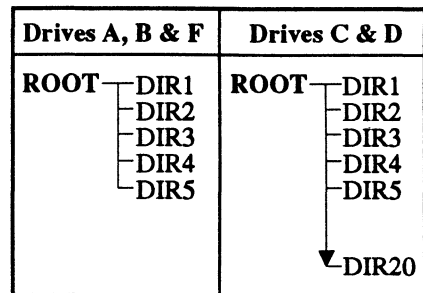 Drives A, B & F
ROOT DIR1
DIR2
DIR3
DIR4
DIR5
Drives C & D
ROOT DIR1
DIR2
DIR3
DIR4
DIR5
DIR20